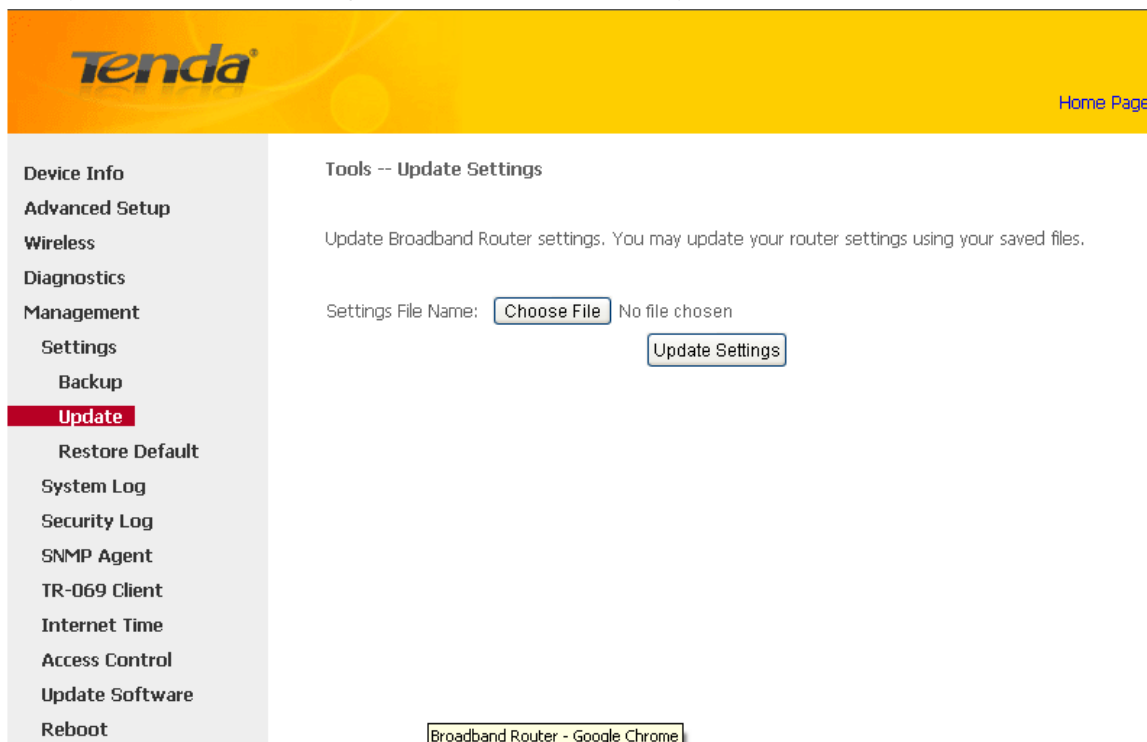 Tenda®
Home Page
Device Info
Advanced Setup
Wireless
Diagnostics
Management
Settings
Backup
Update
Restore Default
System Log
Security Log
SNMP Agent
TR-069 Client
Internet Time
Access Control
Update Software
Reboot
Tools -- Update Settings
Update Broadband Router settings. You may update your router settings using your saved files.
Settings File Name: Choose File No file chosen
Update Settings
Broadband Router - Google Chrome